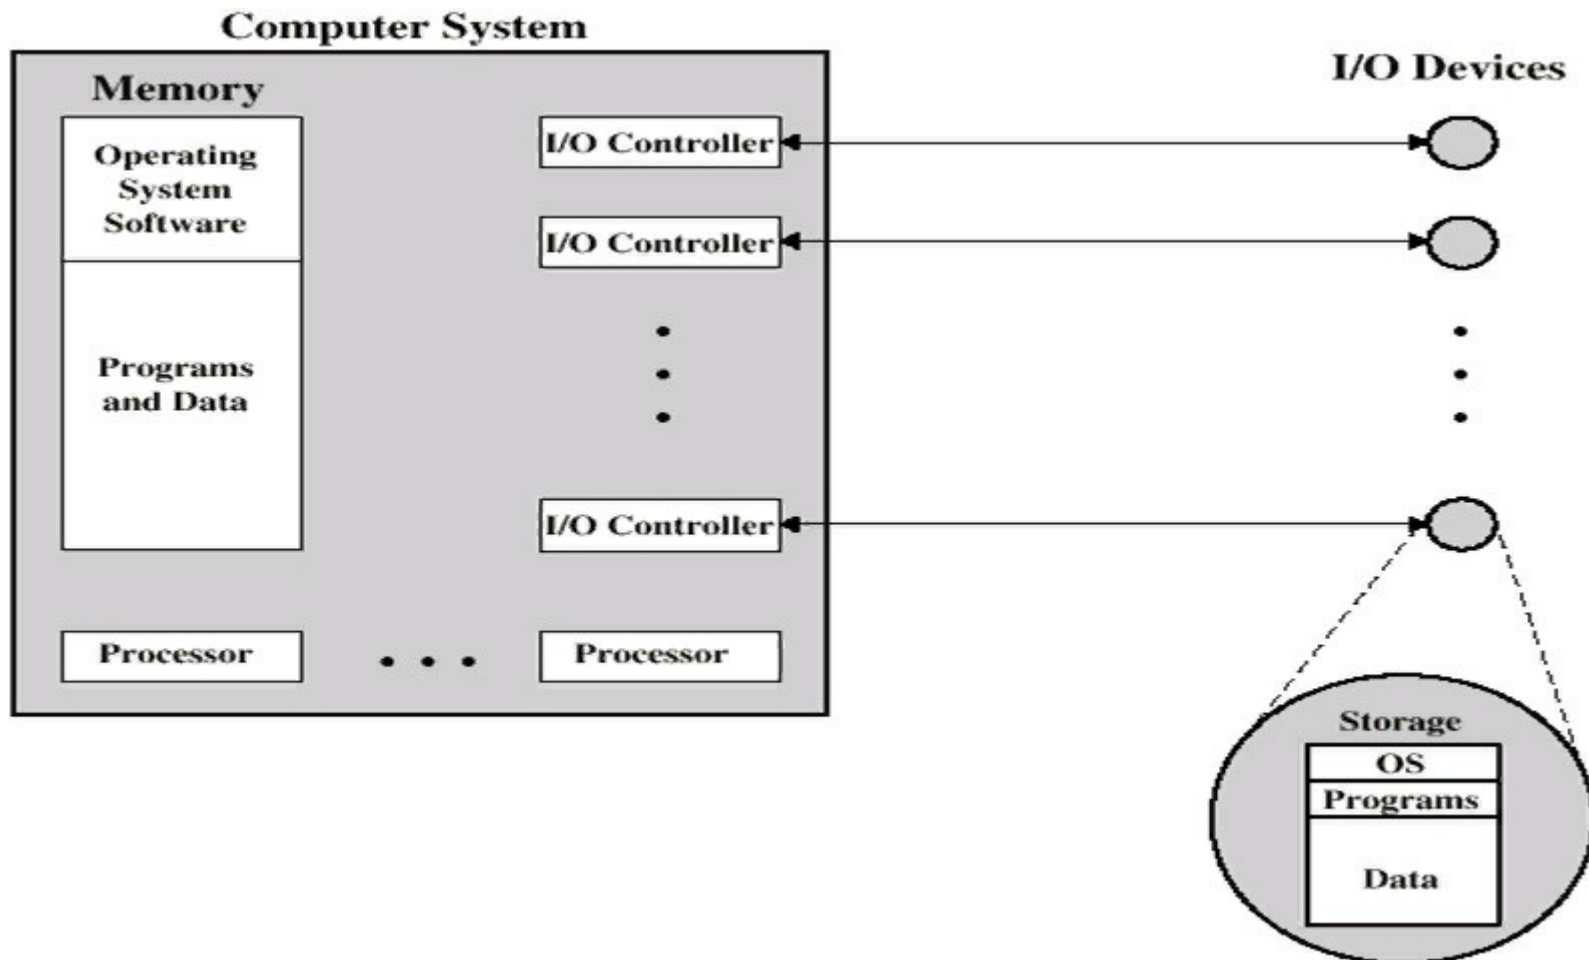 Computer System
I/O Devices
Memory
Operating
System
Software
Programs
and Data
I/O Controller
I/O Controller
I/O Controller
Processor
Processor
Storage
OS
Programs
Data